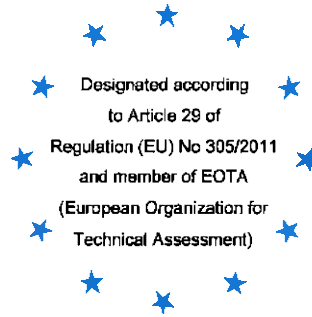 Designated according
to Article 29 of
Regulation (EU) No 305/2011
and member of EOTA
(European Organization for
Technical Assessment)